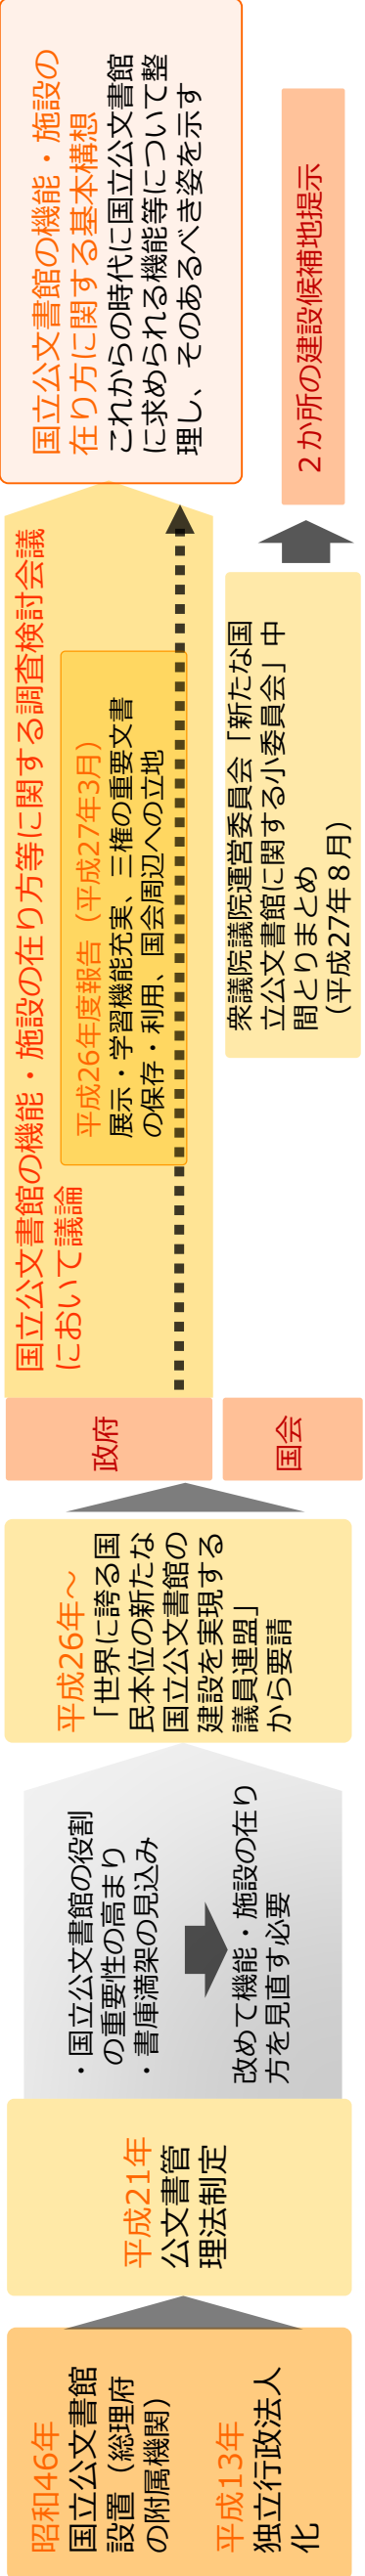 昭和46年
国立公文書館
設置（総理府
の附属機関）
平成13年
独立行政法人
化
平成21年
公文書管
理法制定
・国立公文書館の役割
の重要性の高まり
・書庫満架の見込み
改めて機能・施設の在り
方を見直す必要
平成26年～
「世界に誇る国
民本位の新たな
国立公文書館の
建設を実現する
議員連盟」
から要請
政府
国立公文書館の機能・施設の在り方等に関する調査検討会議
において議論
平成26年度報告（平成27年3月）
展示・学習機能充実、三権の重要文書
の保存・利用、国会周辺への立地
国立公文書館の機能・施設の
在り方に関する基本構想
これからの時代に国立公文書館
に求められる機能等について整
理し、そのあるべき姿を示す
国会
衆議院議院運営委員会「新たな国
立公文書館に関する小委員会」中
間とりまとめ
（平成27年８月）
２か所の建設候補地提示